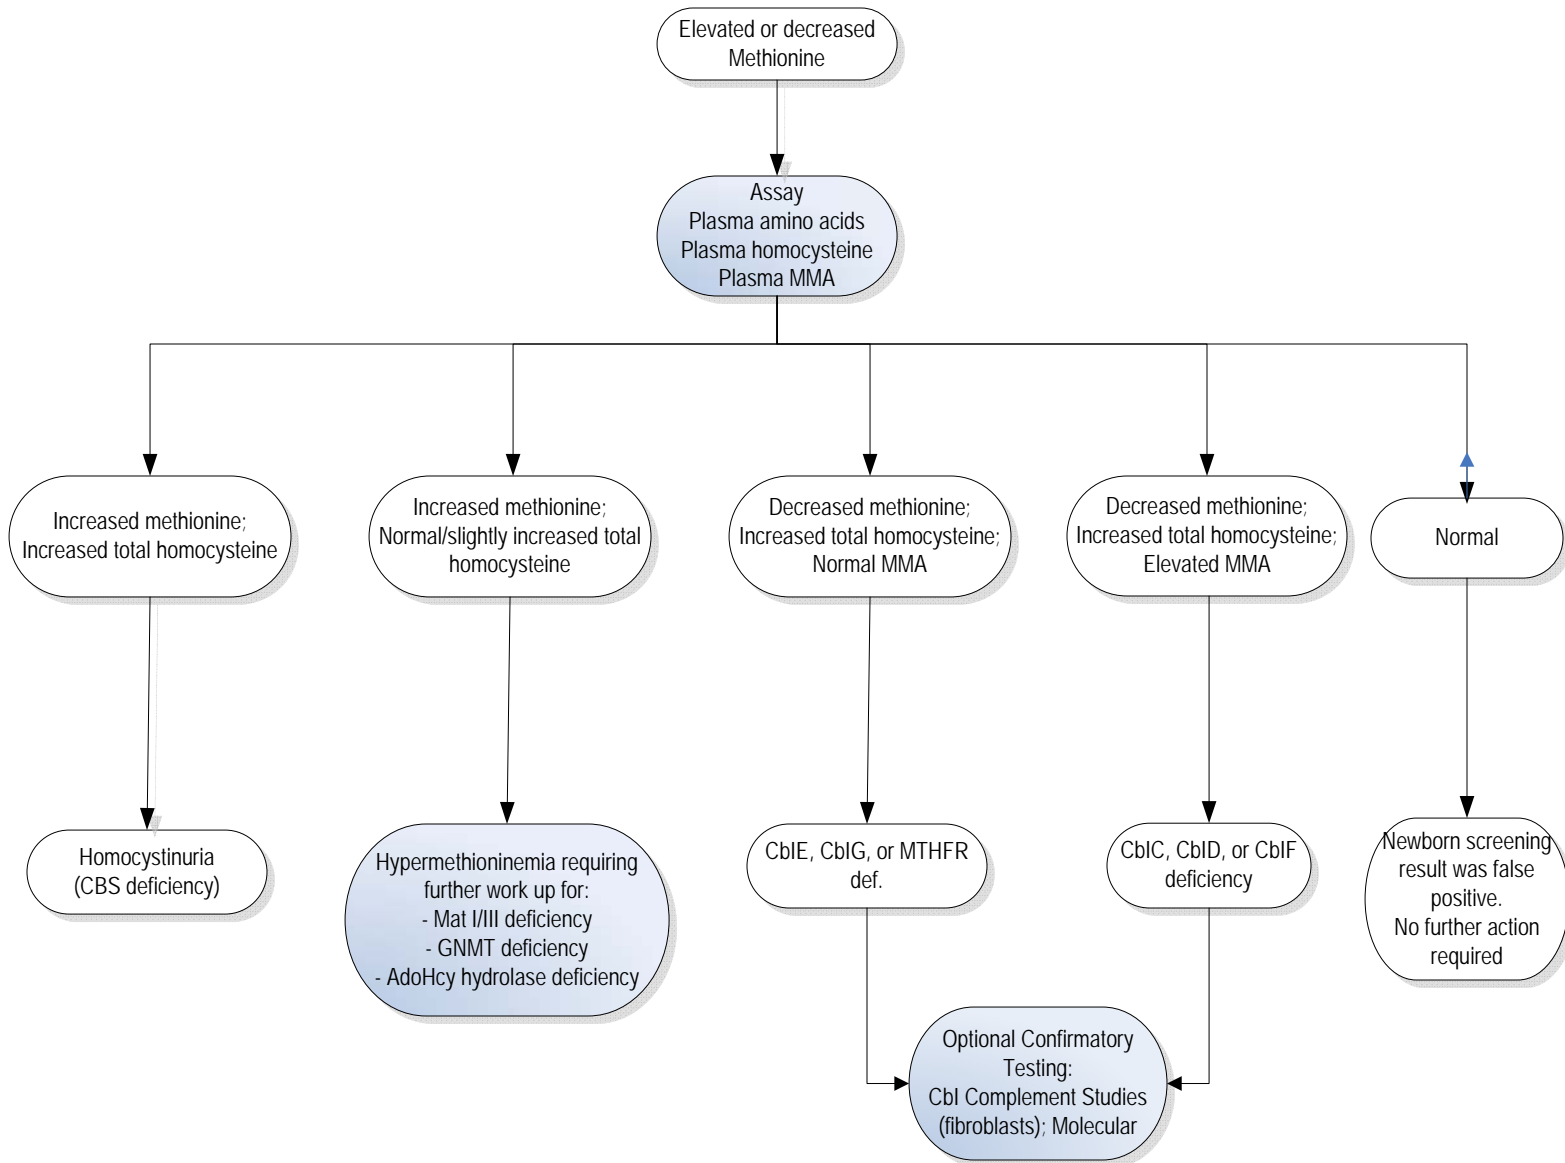 Elevated or decreased
Methionine
Assay
Plasma amino acids
Plasma homocysteine
Plasma MMA
Increased methionine;
Increased total homocysteine
Increased methionine;
Normal/slightly increased total
homocysteine
Decreased methionine;
Increased total homocysteine;
Normal MMA
Decreased methionine;
Increased total homocysteine;
Elevated MMA
Normal
Homocystinuria
(CBS deficiency)
Hypermethioninemia requiring
further work up for:
- Mat I/III deficiency
- GNMT deficiency
- AdoHcy hydrolase deficiency
CblE, CblG, or MTHFR
def.
CblC, CblD, or CblF
deficiency
Newborn screening
result was false
positive.
No further action
required
Optional Confirmatory
Testing:
Cbl Complement Studies
(fibroblasts); Molecular